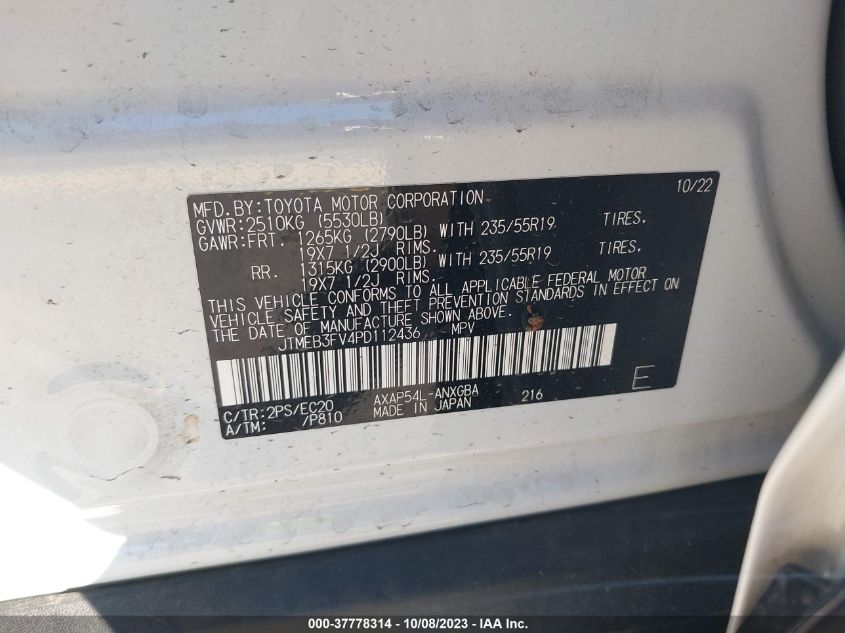 MFD.BY:TOYOTA MOTOR CORPORATION 10/22
GVWR:2510KG (5530LB)
GAWR:FRT. 1265KG (2790LB) WITH 235/55R19 TIRES.
19X7 1/2J RIMS.
RR. 1315KG (2900LB) WITH 235/55R19 TIRES.
19X7 1/2J RIMS.
THIS VEHICLE CONFORMS TO ALL APPLICABLE FEDERAL MOTOR
VEHICLE SAFETY AND THEFT PREVENTION STANDARDS IN EFFECT ON
THE DATE OF MANUFACTURE SHOWN ABOVE.
JTMEB3FV4PD112436 MPV
C/TR:2PS/EC20 AXAP54L-ANXGBA 216 E
A/TM: /P810 MADE IN JAPAN
000-37778314 - 10/08/2023 - IAA Inc.